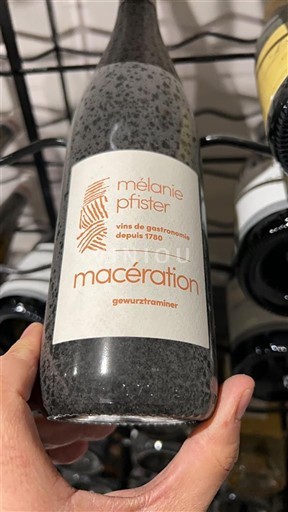 mélanie
pfister
vins de gastronomie
depuis 1780
macération
gewurztraminer